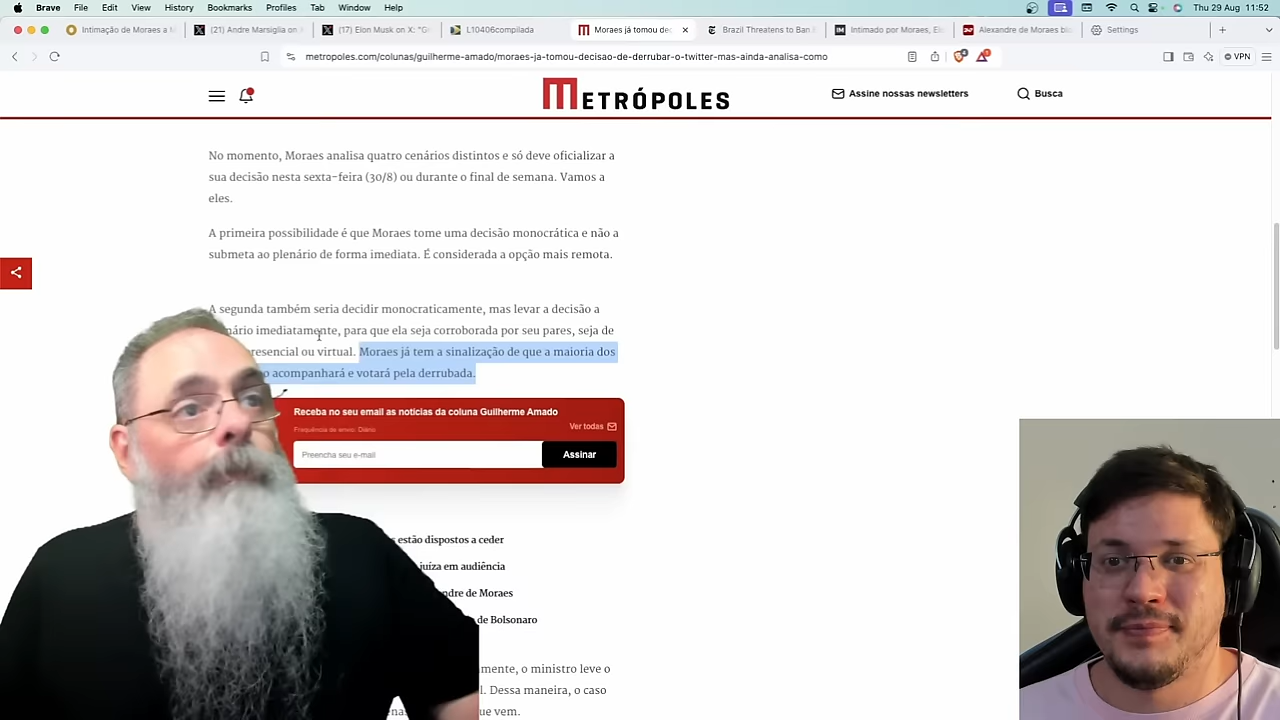 Brave File Edit View History Bookmarks Profiles Tab Window Help Thu 29 Aug 11:52
Intimação de Moraes a M
(1) Andre Marsiglia on X
(17) Elon Musk on X: "Gr
L10406compilada
Moraes já tomou dec
Brazil Threatens to Ban
Intimado por Moraes, El
Alexandre de Moraes blo
Settings
metropoles.com/colunas/guilherme-amado/moraes-ja-tomou-decisao-de-derrubar-o-twitter-mas-ainda-analisa-como
VPN
METRÓPOLES
Assine nossas newsletters
Busca
No momento, Moraes analisa quatro cenários distintos e só deve oficializar a
sua decisão nesta sexta-feira (30/8) ou durante o final de semana. Vamos a
eles.
A primeira possibilidade é que Moraes tome uma decisão monocrática e não a
submeta ao plenário de forma imediata. É considerada a opção mais remota.
A segunda também seria decidir monocraticamente, mas levar a decisão a
nário imediatamente, para que ela seja corroborada por seu pares, seja de
resencial ou virtual. Moraes já tem a sinalização de que a maioria dos
o acompanhará e votará pela derrubada.
Receba no seu email as notícias da coluna Guilherme Amado
Frequência de envio: Diário
Ver todas
Preencha seu e-mail
Assinar
s estão dispostos a ceder
juíza em audiência
ndre de Moraes
de Bolsonaro
mente, o ministro leve o
l. Dessa maneira, o caso
ena
ue vem.